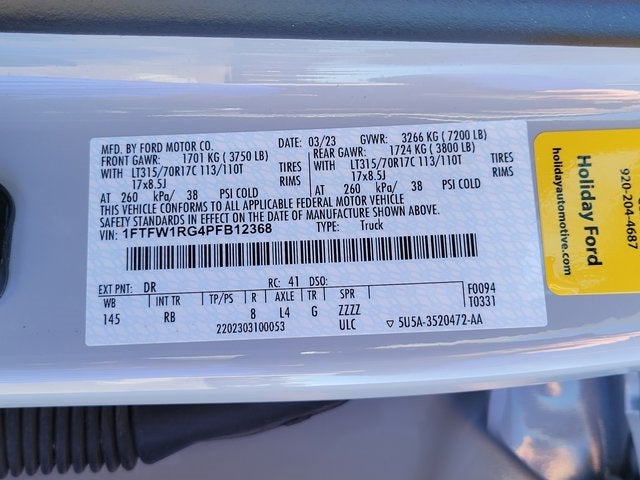 MFD. BY FORD MOTOR CO.
DATE: 03/23 GVWR: 3266 KG ( 7200 LB)
FRONT GAWR: 1701 KG ( 3750 LB) REAR GAWR: 1724 KG ( 3800 LB)
WITH LT315/70R17C 113/110T TIRES WITH LT315/70R17C 113/110T TIRES
17x8.5J RIMS 17x8.5J RIMS
AT 260 kPa/ 38 PSI COLD AT 260 kPa/ 38 PSI COLD
THIS VEHICLE CONFORMS TO ALL APPLICABLE FEDERAL MOTOR VEHICLE
SAFETY STANDARDS IN EFFECT ON THE DATE OF MANUFACTURE SHOWN ABOVE.
VIN: 1FTFW1RG4PFB12368 TYPE: Truck
EXT PNT: DR RC: 41 DSO: F0094
WB INT TR TP/PS R AXLE TR SPR T0331
145 RB 8 L4 G ZZZZ
2202303100053 ULC 5U5A-3520472-AA
Holiday Ford
holidayautomotive.com
920-204-4687